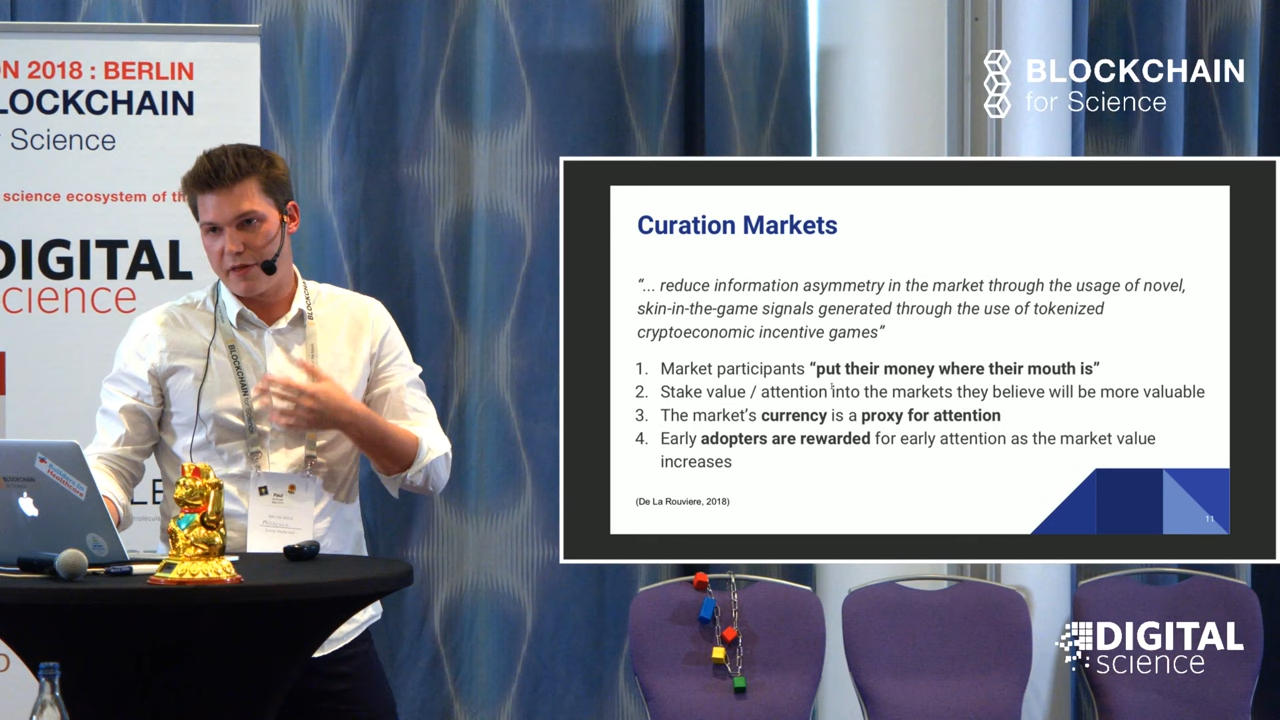 ON 2018 : BERLIN
LOCKCHAIN
Science
science ecosystem of th
DIGITAL
science
BLOCKCHAIN
for Science
Curation Markets
“... reduce information asymmetry in the market through the usage of novel,
skin-in-the-game signals generated through the use of tokenized
cryptoeconomic incentive games”
1. Market participants “put their money where their mouth is”
2. Stake value / attention into the markets they believe will be more valuable
3. The market’s currency is a proxy for attention
4. Early adopters are rewarded for early attention as the market value
increases
(De La Rouviere, 2018)
11
BLOCKCHAIN
BLOCKCHAIN
Paul
Healthcare
DIGITAL
science